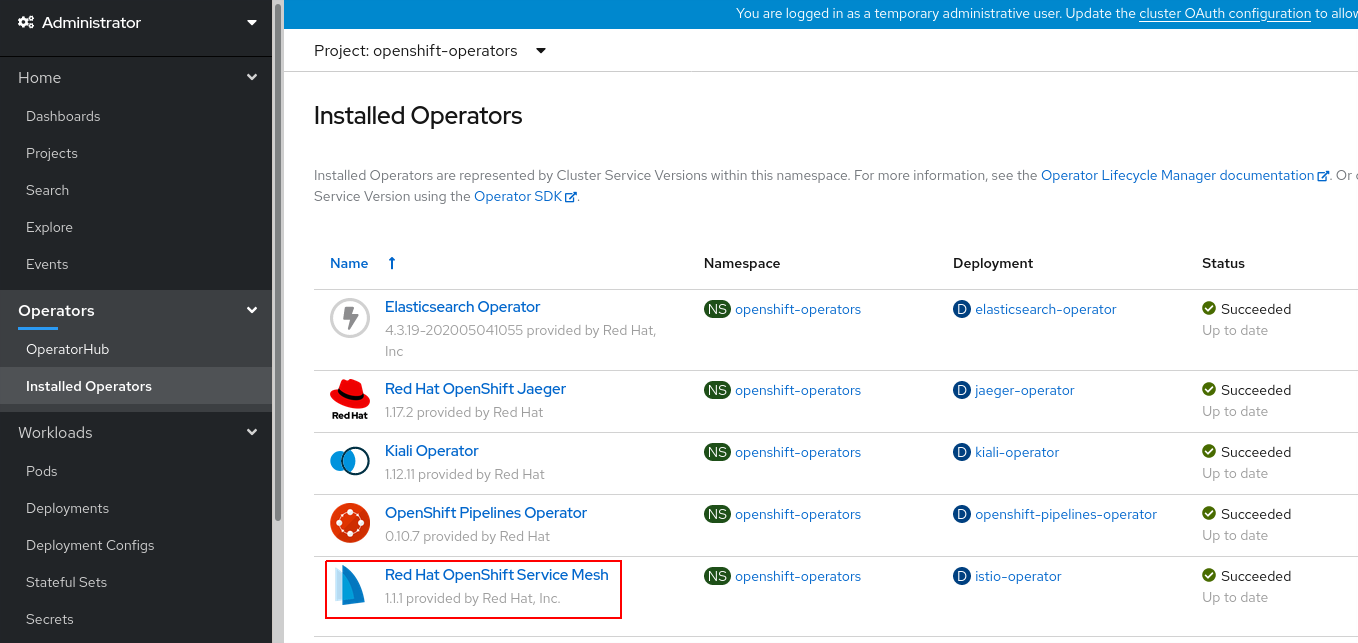 Administrator
Home
Dashboards
Projects
Search
Explore
Events
Operators
OperatorHub
Installed Operators
Workloads
Pods
Deployments
Deployment Configs
Stateful Sets
Secrets
You are logged in as a temporary administrative user. Update the cluster OAuth configuration to allow
Project: openshift-operators
Installed Operators
Installed Operators are represented by Cluster Service Versions within this namespace. For more information, see the Operator Lifecycle Manager documentation. Or
Service Version using the Operator SDK.
Name Namespace Deployment Status
Elasticsearch Operator NS openshift-operators D elasticsearch-operator Succeeded
4.3.19-202005041055 provided by Red Hat, Up to date
Inc
Red Hat OpenShift Jaeger NS openshift-operators D jaeger-operator Succeeded
Red Hat 1.17.2 provided by Red Hat Up to date
Kiali Operator NS openshift-operators D kiali-operator Succeeded
1.12.11 provided by Red Hat Up to date
OpenShift Pipelines Operator NS openshift-operators D openshift-pipelines-operator Succeeded
0.10.7 provided by Red Hat Up to date
Red Hat OpenShift Service Mesh NS openshift-operators D istio-operator Succeeded
1.1.1 provided by Red Hat, Inc. Up to date